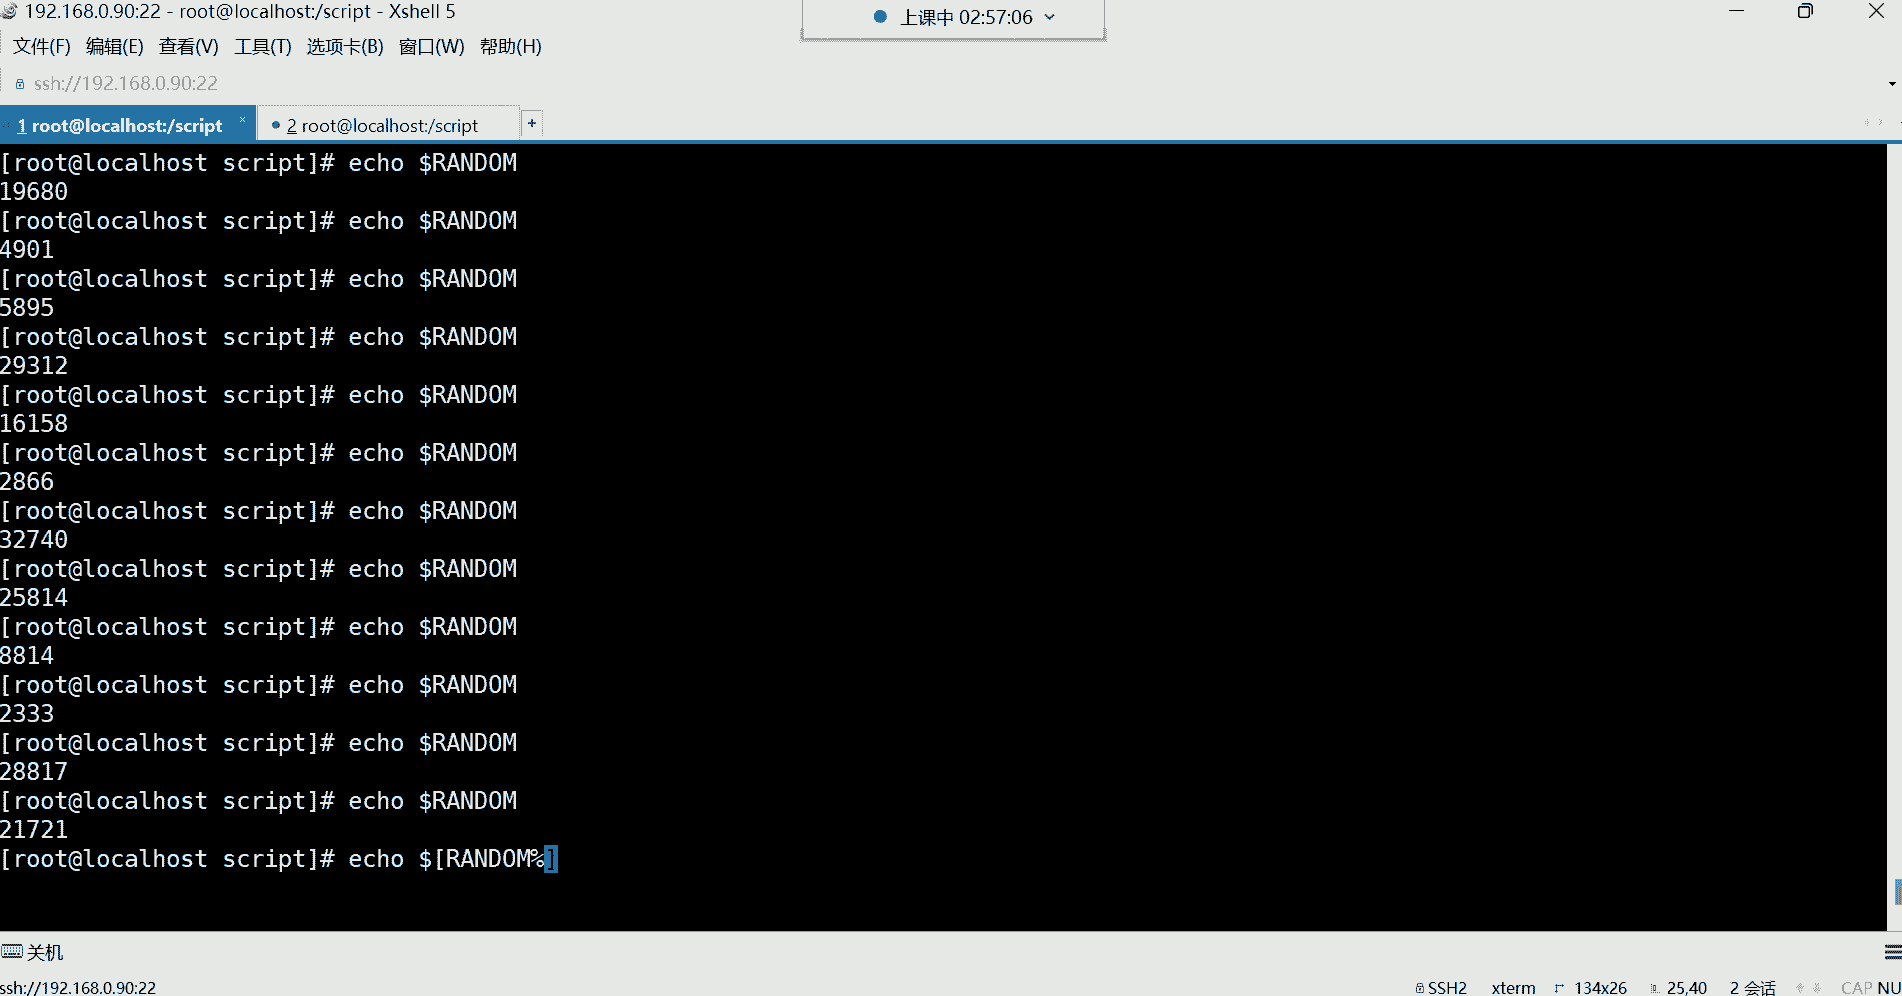 192.168.0.90:22 - root@localhost:/script - Xshell 5
上课中 02:57:06
文件(F) 编辑(E) 查看(V) 工具(T) 选项卡(B) 窗口(W) 帮助(H)
ssh://192.168.0.90:22
1 root@localhost:/script × 2 root@localhost:/script +
[root@localhost script]# echo $RANDOM
19680
[root@localhost script]# echo $RANDOM
4901
[root@localhost script]# echo $RANDOM
5895
[root@localhost script]# echo $RANDOM
29312
[root@localhost script]# echo $RANDOM
16158
[root@localhost script]# echo $RANDOM
2866
[root@localhost script]# echo $RANDOM
32740
[root@localhost script]# echo $RANDOM
25814
[root@localhost script]# echo $RANDOM
8814
[root@localhost script]# echo $RANDOM
2333
[root@localhost script]# echo $RANDOM
28817
[root@localhost script]# echo $RANDOM
21721
[root@localhost script]# echo $[RANDOM%]
关机
ssh://192.168.0.90:22 SSH2 xterm 134x26 25,40 2 会话 CAP NU